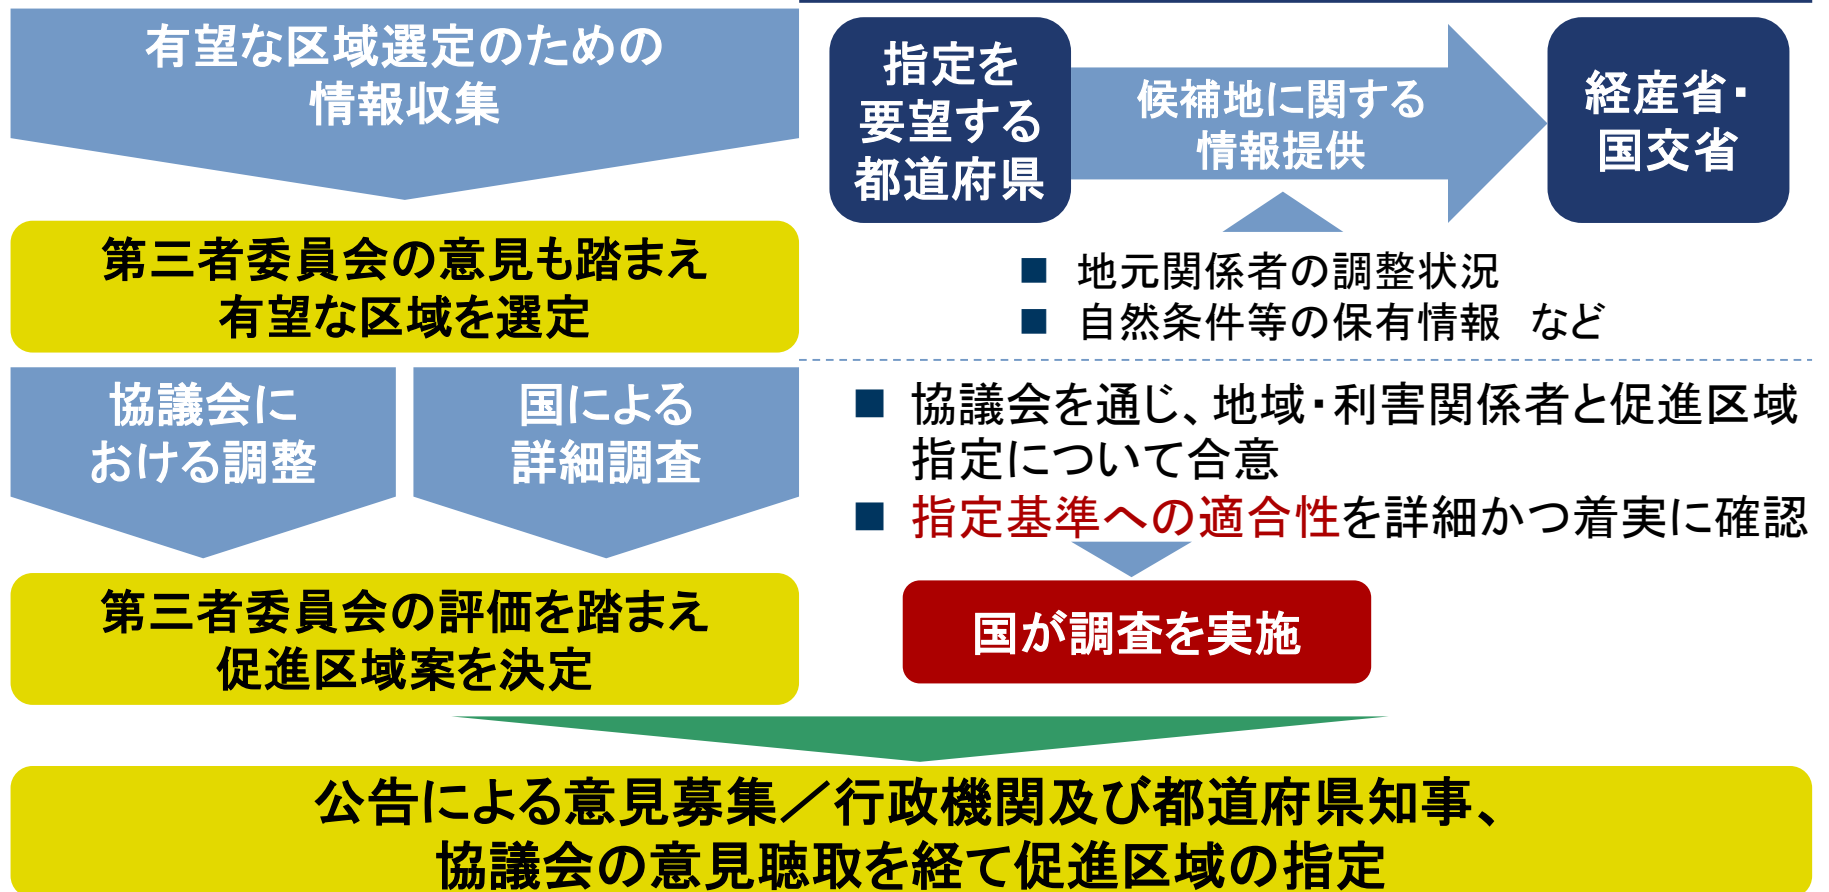 有望な区域選定のための
情報収集
指定を
要望する
都道府県
候補地に関する
情報提供
経産省・
国交省
第三者委員会の意見も踏まえ
有望な区域を選定
■ 地元関係者の調整状況
■ 自然条件等の保有情報　など
協議会に
おける調整
国による
詳細調査
■ 協議会を通じ、地域・利害関係者と促進区域
指定について合意
■ 指定基準への適合性を詳細かつ着実に確認
第三者委員会の評価を踏まえ
促進区域案を決定
国が調査を実施
公告による意見募集／行政機関及び都道府県知事、
協議会の意見聴取を経て促進区域の指定